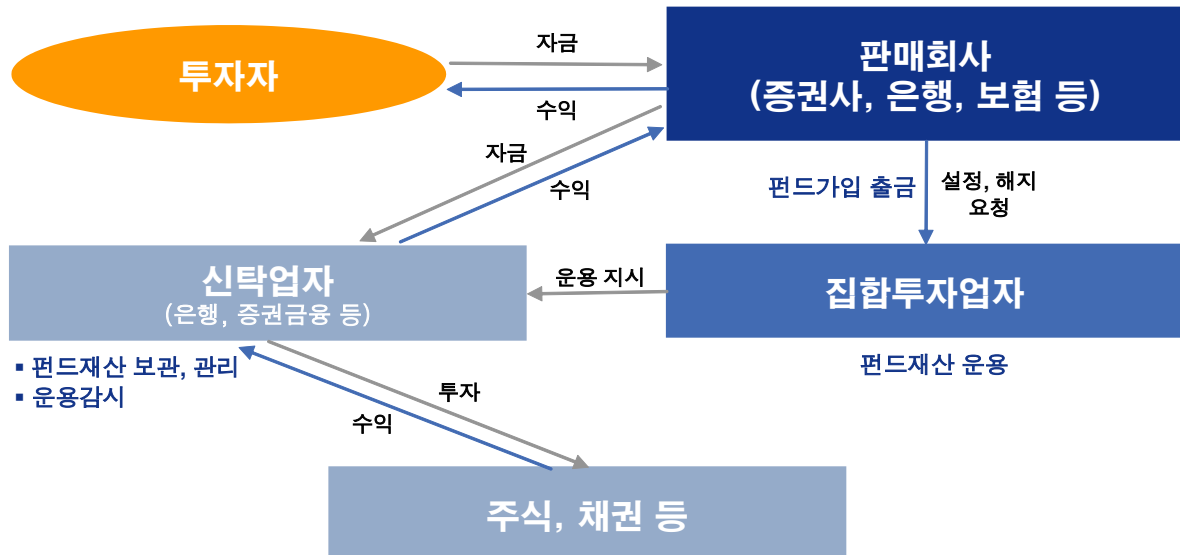 투자자
자금
수익
판매회사
(증권사, 은행, 보험 등)
자금
수익
펀드가입 출금
설정, 해지
요청
신탁업자
(은행, 증권금융 등)
운용 지시
집합투자업자
▪ 펀드재산 보관, 관리
▪ 운용감시
펀드재산 운용
투자
수익
주식, 채권 등